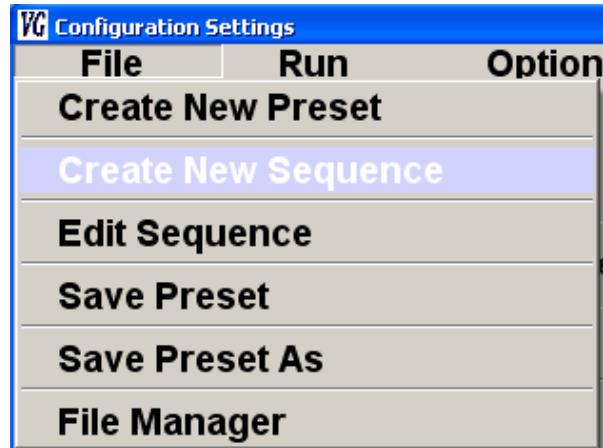 VG Configuration Settings
File Run Option
Create New Preset
Create New Sequence
Edit Sequence
Save Preset
Save Preset As
File Manager